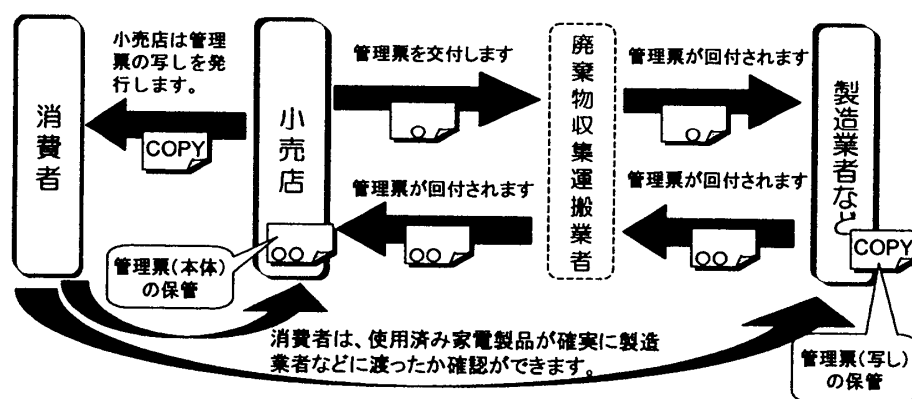 消費者
小売店は管理
票の写しを発
行します。
COPY
小売店
管理票を交付します
○
廃棄物収集運搬業者
管理票が回付されます
○
製造業者など
管理票が回付されます
○○
管理票が回付されます
○○
COPY
○○
管理票(本体)
の保管
消費者は、使用済み家電製品が確実に製造
業者などに渡ったか確認ができます。
管理票(写し)
の保管